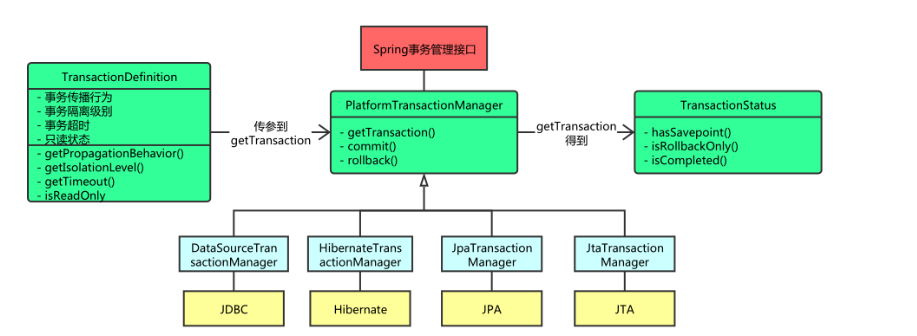 Spring事务管理接口
TransactionDefinition
- 事务传播行为
- 事务隔离级别
- 事务超时
- 只读状态
- getPropagationBehavior()
- getIsolationLevel()
- getTimeout()
- isReadOnly
传参到
getTransaction
PlatformTransactionManager
- getTransaction()
- commit()
- rollback()
getTransaction
得到
TransactionStatus
- hasSavepoint()
- isRollbackOnly()
- isCompleted()
DataSourceTran
sactionManager
HibernateTrans
actionManager
JpaTransaction
Manager
JtaTransaction
Manager
JDBC
Hibernate
JPA
JTA